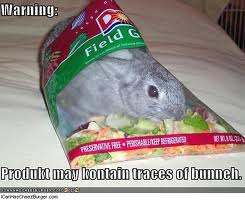 Warning:
Field G
PRESERVATIVE FREE • PERISHABLE/KEEP REFRIGERATED
Produkt may kontain traces of bunneh.
ICanHasCheezBurger.com